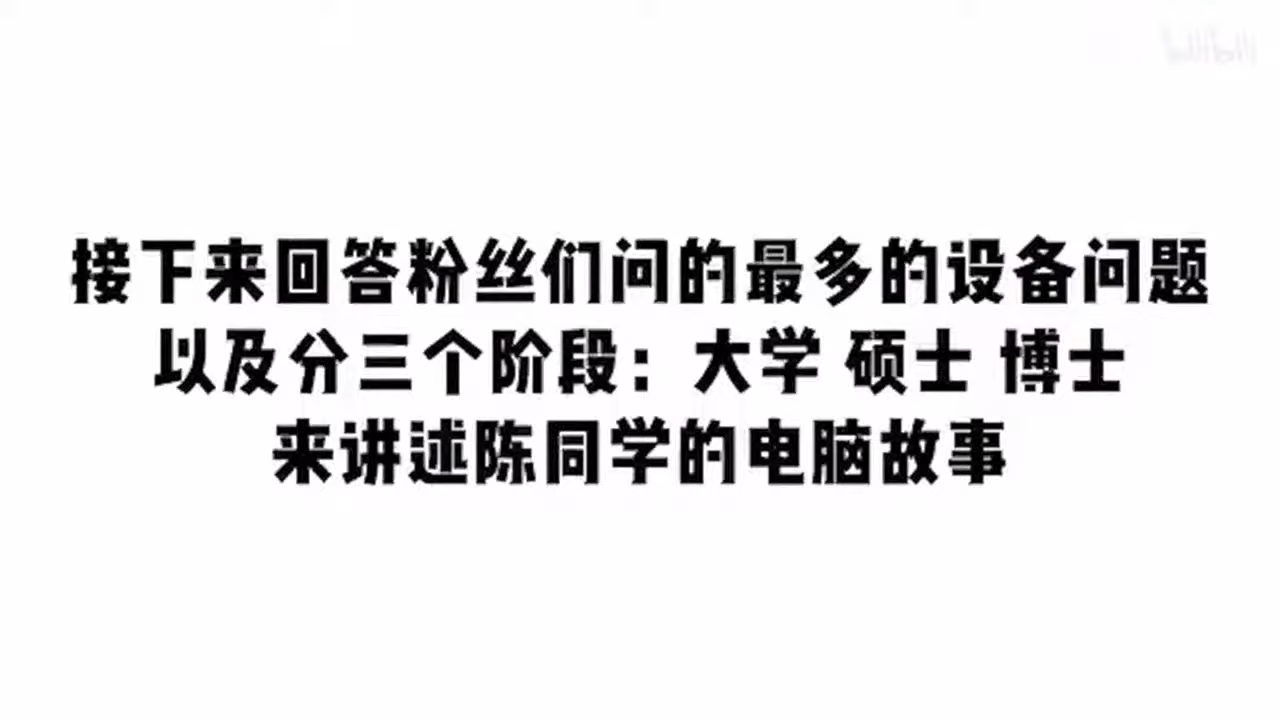 bilibili
接下来回答粉丝们问的最多的设备问题
以及分三个阶段：大学 硕士 博士
来讲述陈同学的电脑故事